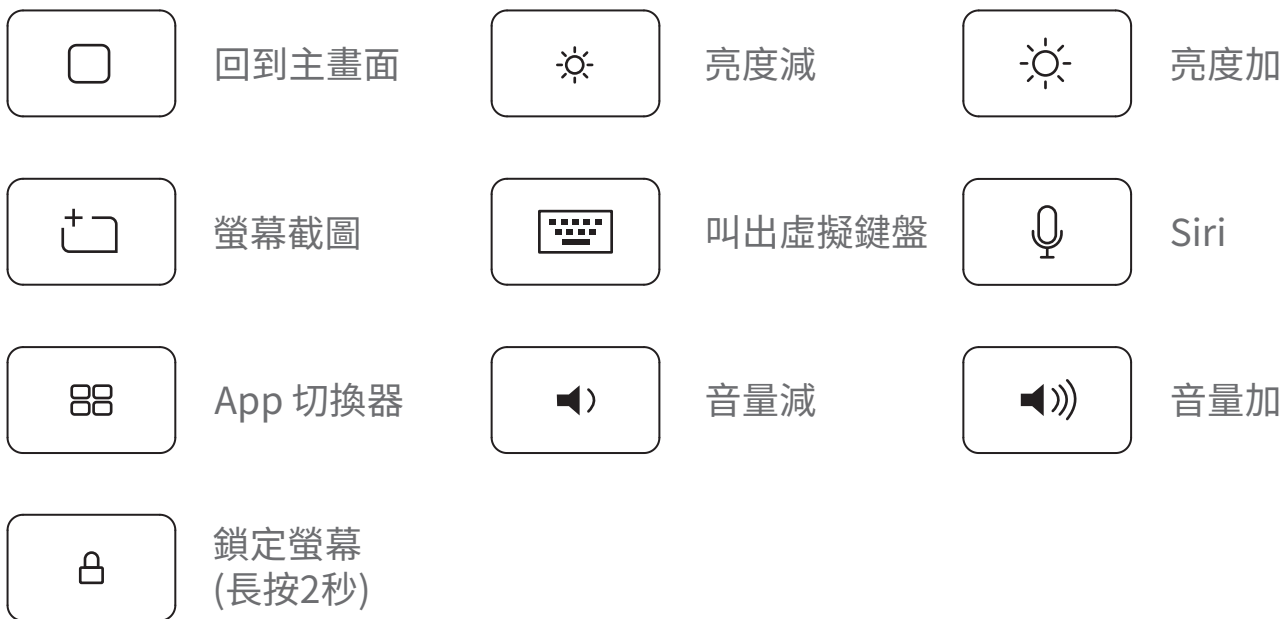 回到主畫面
亮度減
亮度加
螢幕截圖
叫出虛擬鍵盤
Siri
App 切換器
音量減
音量加
鎖定螢幕
(長按2秒)